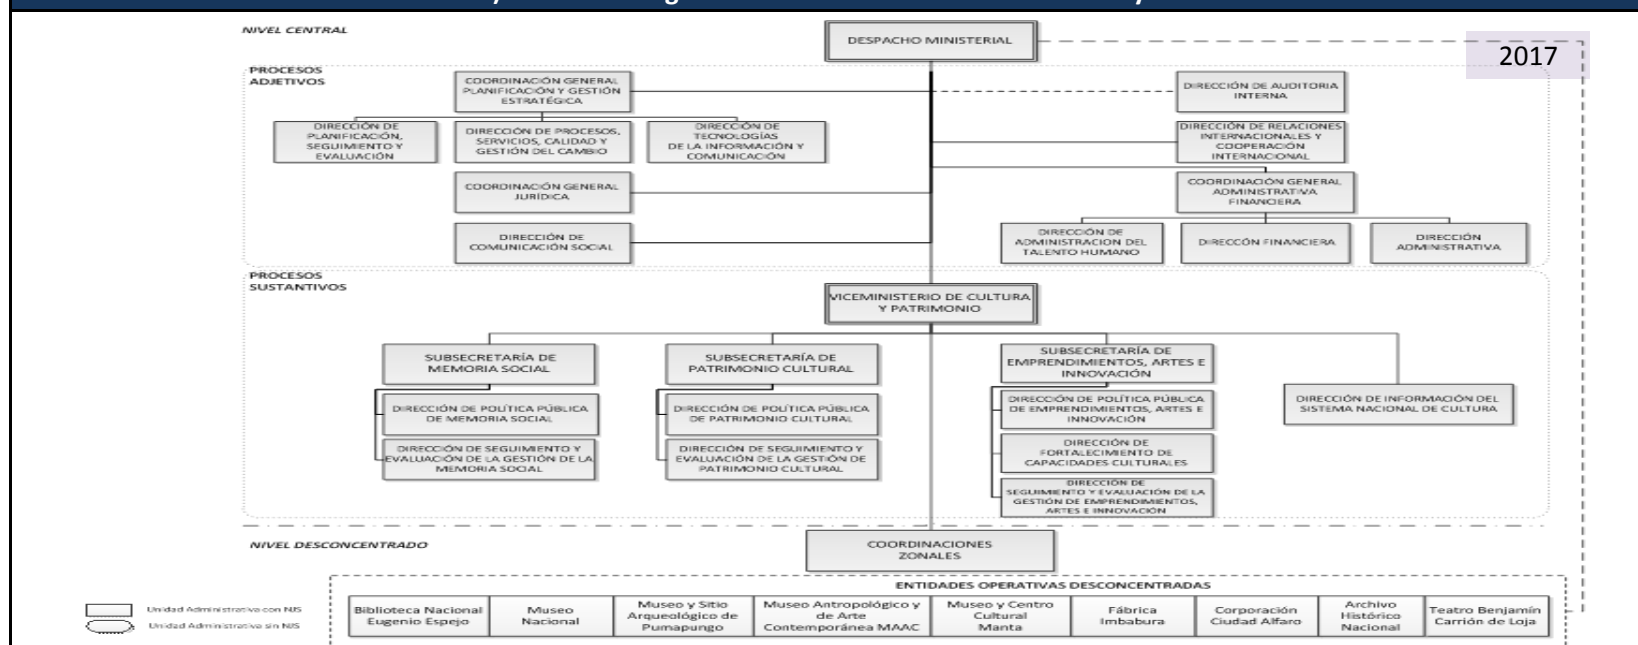 NIVEL CENTRAL
DESPACHO MINISTERIAL
2017
PROCESOS
ADJETIVOS
COORDINACIÓN GENERAL
PLANIFICACIÓN Y GESTIÓN
ESTRATÉGICA
DIRECCIÓN DE AUDITORIA
INTERNA
DIRECCIÓN DE
PLANIFICACIÓN,
SEGUIMIENTO Y
EVALUACIÓN
DIRECCIÓN DE PROCESOS,
SERVICIOS, CALIDAD Y
GESTIÓN DEL CAMBIO
DIRECCIÓN DE
TECNOLOGÍAS
DE LA INFORMACIÓN Y
COMUNICACIÓN
DIRECCIÓN DE RELACIONES
INTERNACIONALES Y
COOPERACIÓN
INTERNACIONAL
COORDINACIÓN GENERAL
JURÍDICA
COORDINACIÓN GENERAL
ADMINISTRATIVA
FINANCIERA
DIRECCIÓN DE
COMUNICACIÓN SOCIAL
DIRECCIÓN DE
ADMINISTRACION DEL
TALENTO HUMANO
DIRECCÓN FINANCIERA
DIRECCIÓN
ADMINISTRATIVA
PROCESOS
SUSTANTIVOS
VICEMINISTERIO DE CULTURA
Y PATRIMONIO
SUBSECRETARÍA DE
MEMORIA SOCIAL
SUBSECRETARÍA DE
PATRIMONIO CULTURAL
SUBSECRETARÍA DE
EMPRENDIMIENTOS, ARTES E
INNOVACIÓN
DIRECCIÓN DE INFORMACIÓN DEL
SISTEMA NACIONAL DE CULTURA
DIRECCIÓN DE POLÍTICA PÚBLICA
DE MEMORIA SOCIAL
DIRECCIÓN DE POLÍTICA PÚBLICA
DE PATRIMONIO CULTURAL
DIRECCIÓN DE POLÍTICA PÚBLICA
DE EMPRENDIMIENTOS, ARTES E
INNOVACIÓN
DIRECCIÓN DE SEGUIMIENTO Y
EVALUACIÓN DE LA GESTIÓN DE LA
MEMORIA SOCIAL
DIRECCIÓN DE SEGUIMIENTO Y
EVALUACIÓN DE LA GESTIÓN DE
PATRIMONIO CULTURAL
DIRECCIÓN DE
FORTALECIMIENTO DE
CAPACIDADES CULTURALES
DIRECCIÓN DE
SEGUIMIENTO Y EVALUACIÓN DE LA
GESTIÓN DE EMPRENDIMIENTOS,
ARTES E INNOVACIÓN
NIVEL DESCONCENTRADO
COORDINACIONES
ZONALES
ENTIDADES OPERATIVAS DESCONCENTRADAS
Biblioteca Nacional
Eugenio Espejo
Museo
Nacional
Museo y Sitio
Arqueológico de
Pumapungo
Museo Antropológico y
de Arte
Contemporánea MAAC
Museo y Centro
Cultural
Manta
Fábrica
Imbabura
Corporación
Ciudad Alfaro
Archivo
Histórico
Nacional
Teatro Benjamín
Carrión de Loja
Unidad Administrativa con NJS
Unidad Administrativa sin NJS